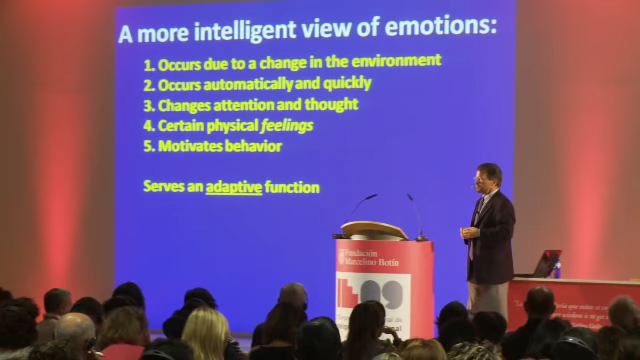 A more intelligent view of emotions:
1. Occurs due to a change in the environment
2. Occurs automatically and quickly
3. Changes attention and thought
4. Certain physical feelings
5. Motivates behavior
Serves an adaptive function
Fundación
Marcelino Botín